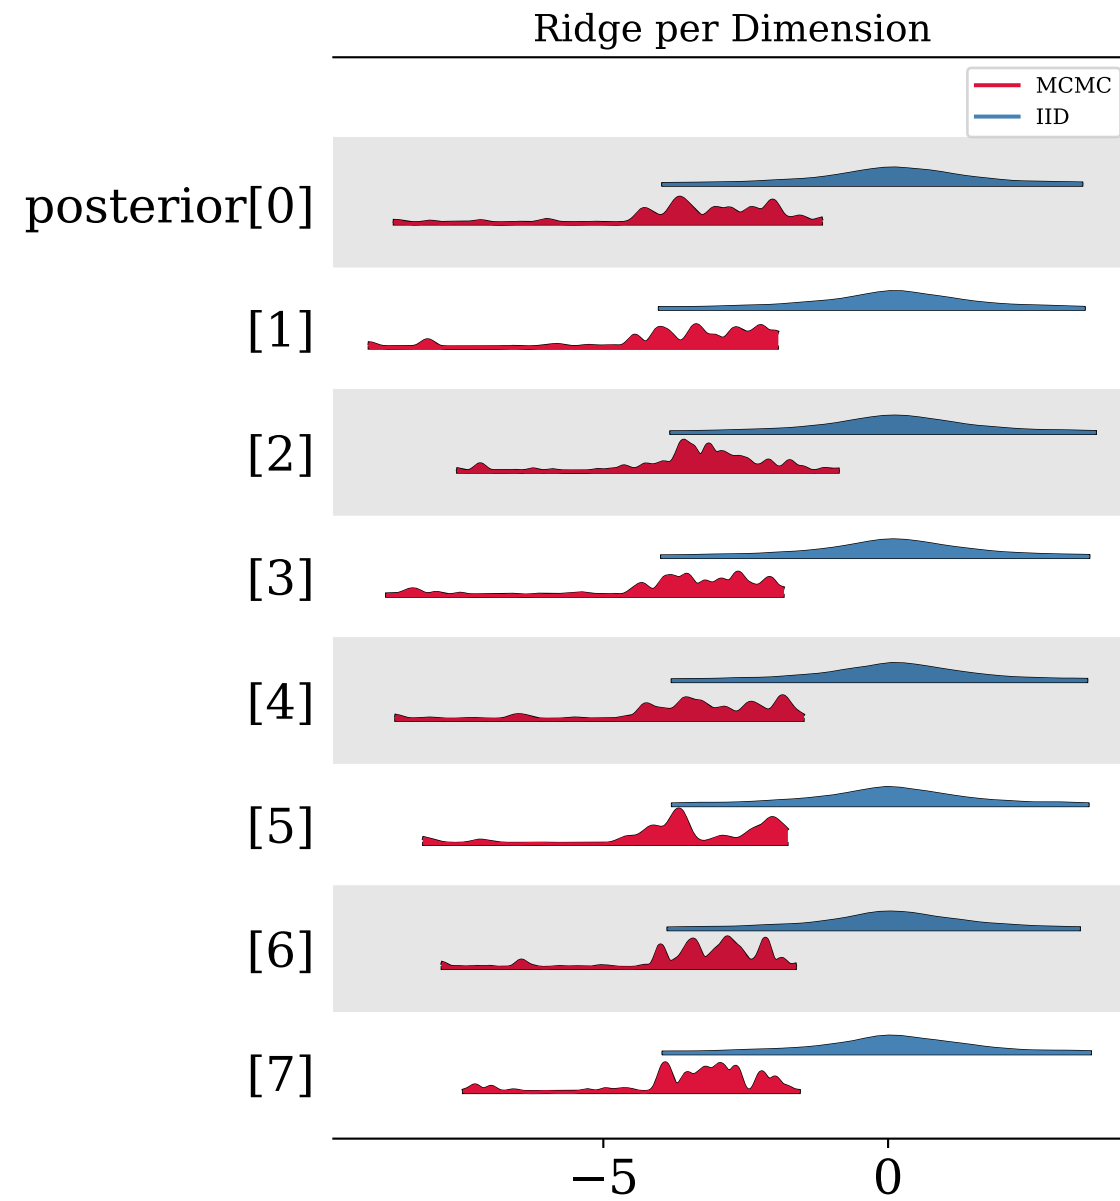 Ridge per Dimension
MCMC
IID
posterior[0]
[1]
[2]
[3]
[4]
[5]
[6]
[7]
−5
0